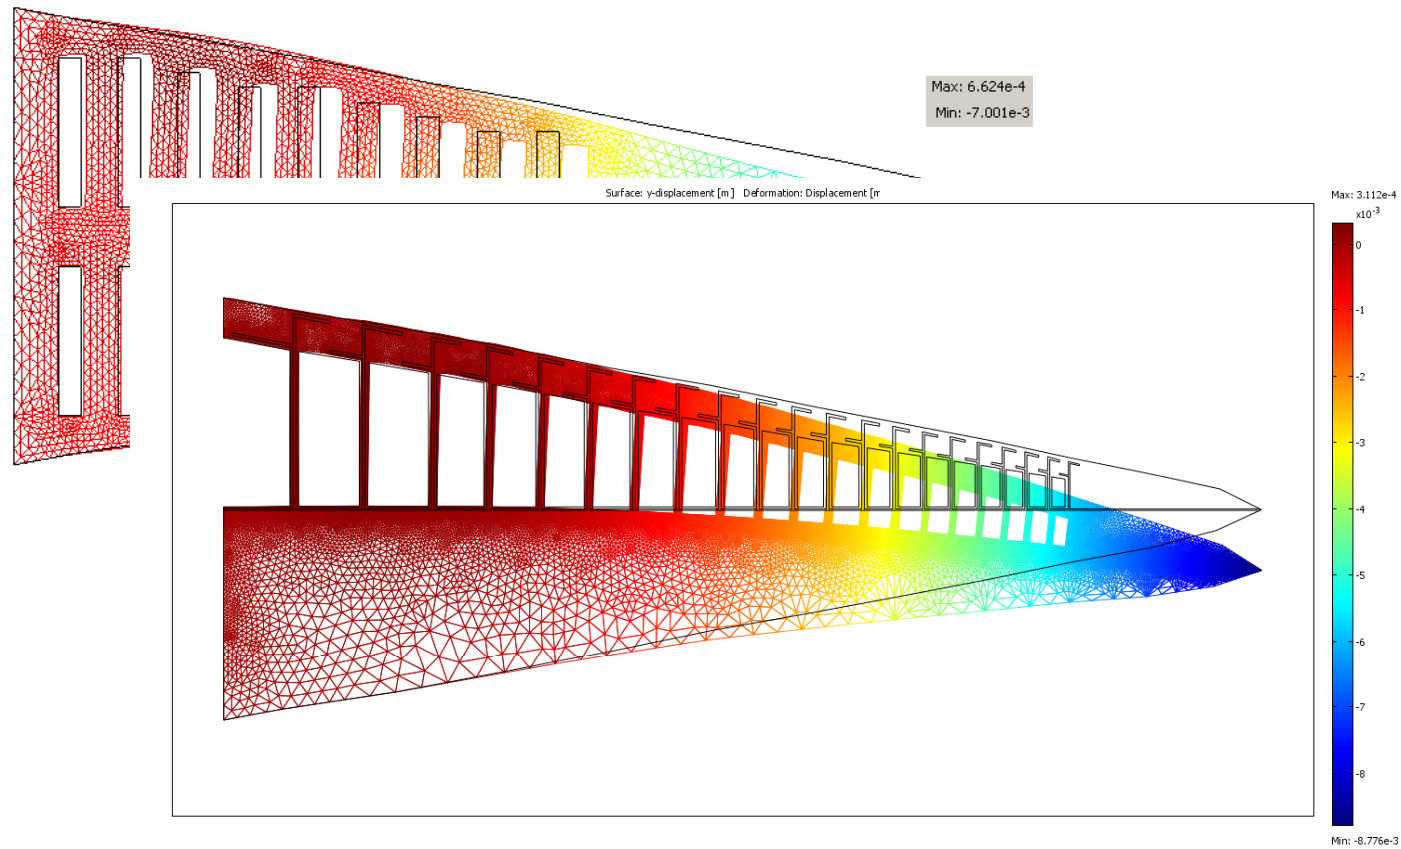 Max: 6.624e-4
Min: -7.001e-3
Surface: y-displacement [m] Deformation: Displacement [m
Max: 3.112e-4
x10-3
0
-1
-2
-3
-4
-5
-6
-7
-8
Min: -8.776e-3